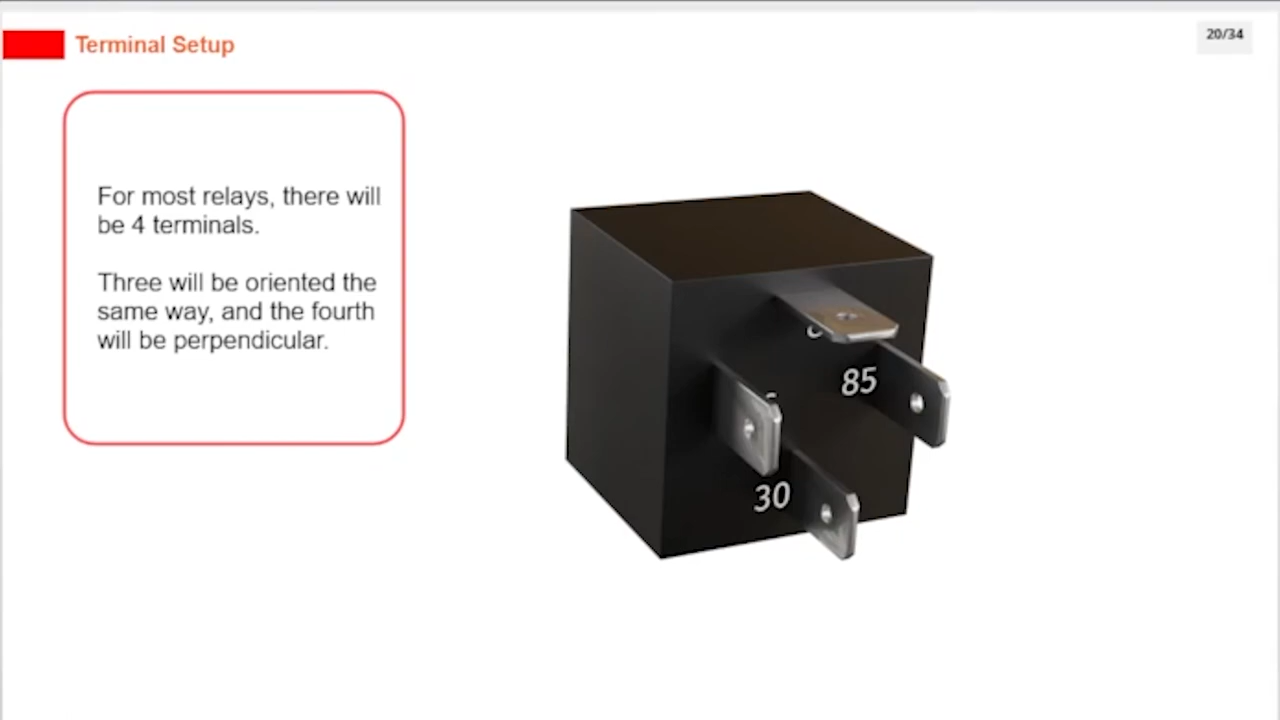 Terminal Setup
20/34
For most relays, there will
be 4 terminals.
Three will be oriented the
same way, and the fourth
will be perpendicular.
85
30